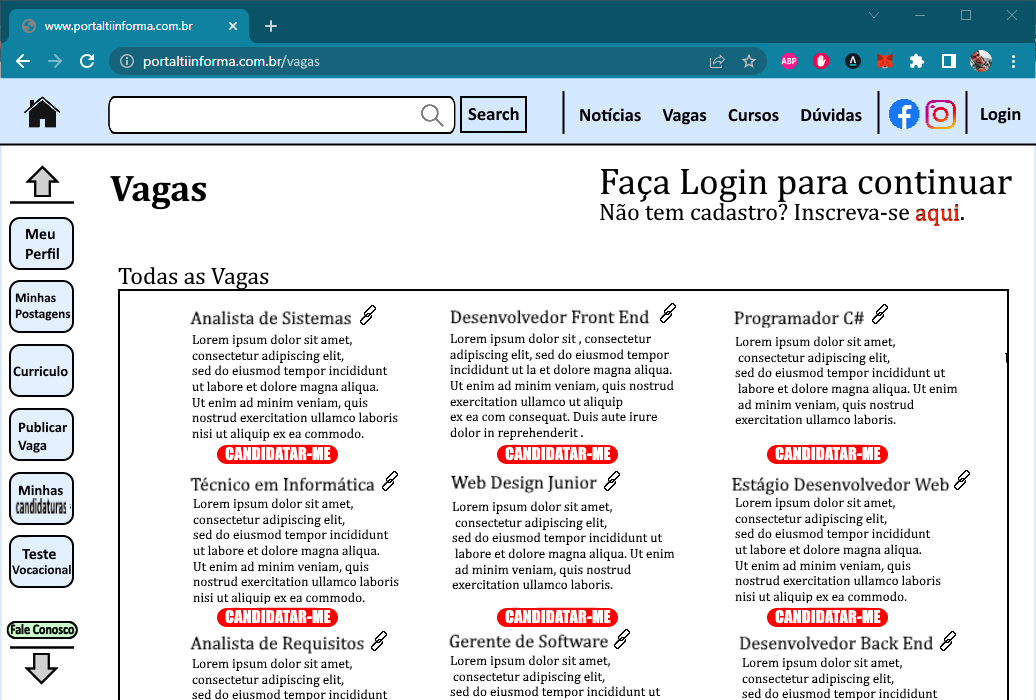 www.portaltiinforma.com.br
portaltiinforma.com.br/vagas
ABP
Search
Notícias
Vagas
Cursos
Dúvidas
Login
Vagas
Faça Login para continuar
Não tem cadastro? Inscreva-se aqui.
Meu
Perfil
Minhas
Postagens
Curriculo
Publicar
Vaga
Minhas
candidaturas
Teste
Vocacional
Fale Conosco
Todas as Vagas
Analista de Sistemas
Lorem ipsum dolor sit amet,
consectetur adipiscing elit,
sed do eiusmod tempor incididunt
ut labore et dolore magna aliqua.
Ut enim ad minim veniam, quis
nostrud exercitation ullamco laboris
nisi ut aliquip ex ea commodo.
CANDIDATAR-ME
Desenvolvedor Front End
Lorem ipsum dolor sit , consectetur
adipiscing elit, sed do eiusmod tempor
incididunt ut la et dolore magna aliqua.
Ut enim ad minim veniam, quis nostrud
exercitation ullamco ut aliquip
ex ea com consequat. Duis aute irure
dolor in reprehenderit .
CANDIDATAR-ME
Programador C#
Lorem ipsum dolor sit amet,
consectetur adipiscing elit,
sed do eiusmod tempor incididunt ut
labore et dolore magna aliqua. Ut enim
ad minim veniam, quis nostrud
exercitation ullamco laboris.
CANDIDATAR-ME
Técnico em Informática
Lorem ipsum dolor sit amet,
consectetur adipiscing elit,
sed do eiusmod tempor incididunt
ut labore et dolore magna aliqua.
Ut enim ad minim veniam, quis
nostrud exercitation ullamco laboris
nisi ut aliquip ex ea commodo.
CANDIDATAR-ME
Web Design Junior
Lorem ipsum dolor sit amet,
consectetur adipiscing elit,
sed do eiusmod tempor incididunt ut
labore et dolore magna aliqua. Ut enim
ad minim veniam, quis nostrud
exercitation ullamco laboris.
CANDIDATAR-ME
Estágio Desenvolvedor Web
Lorem ipsum dolor sit amet,
consectetur adipiscing elit,
sed do eiusmod tempor incididunt
ut labore et dolore magna aliqua.
Ut enim ad minim veniam, quis
nostrud exercitation ullamco laboris
nisi ut aliquip ex ea commodo.
CANDIDATAR-ME
Analista de Requisitos
Lorem ipsum dolor sit amet,
consectetur adipiscing elit,
sed do eiusmod tempor incididunt
Gerente de Software
Lorem ipsum dolor sit amet,
consectetur adipiscing elit,
sed do eiusmod tempor incididunt ut
Desenvolvedor Back End
Lorem ipsum dolor sit amet,
consectetur adipiscing elit,
sed do eiusmod tempor incididunt